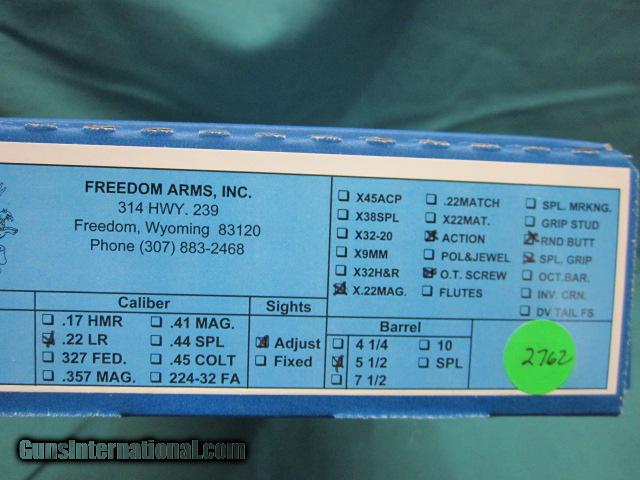 FREEDOM ARMS, INC.
314 HWY. 239
Freedom, Wyoming 83120
Phone (307) 883-2468
X45ACP
X38SPL
X32-20
X9MM
X32H&R
X.22MAG.
.22MATCH
X22MAT.
ACTION
POL&JEWEL
O.T. SCREW
FLUTES
SPL. MRKNG.
GRIP STUD
RND BUTT
SPL. GRIP
OCT.BAR.
INV. CRN.
DV TAIL FS
Caliber
.17 HMR
.22 LR
327 FED.
.357 MAG.
.41 MAG.
.44 SPL
.45 COLT
224-32 FA
Sights
Adjust
Fixed
Barrel
4 1/4
5 1/2
7 1/2
10
SPL
2762
GunsInternational.com